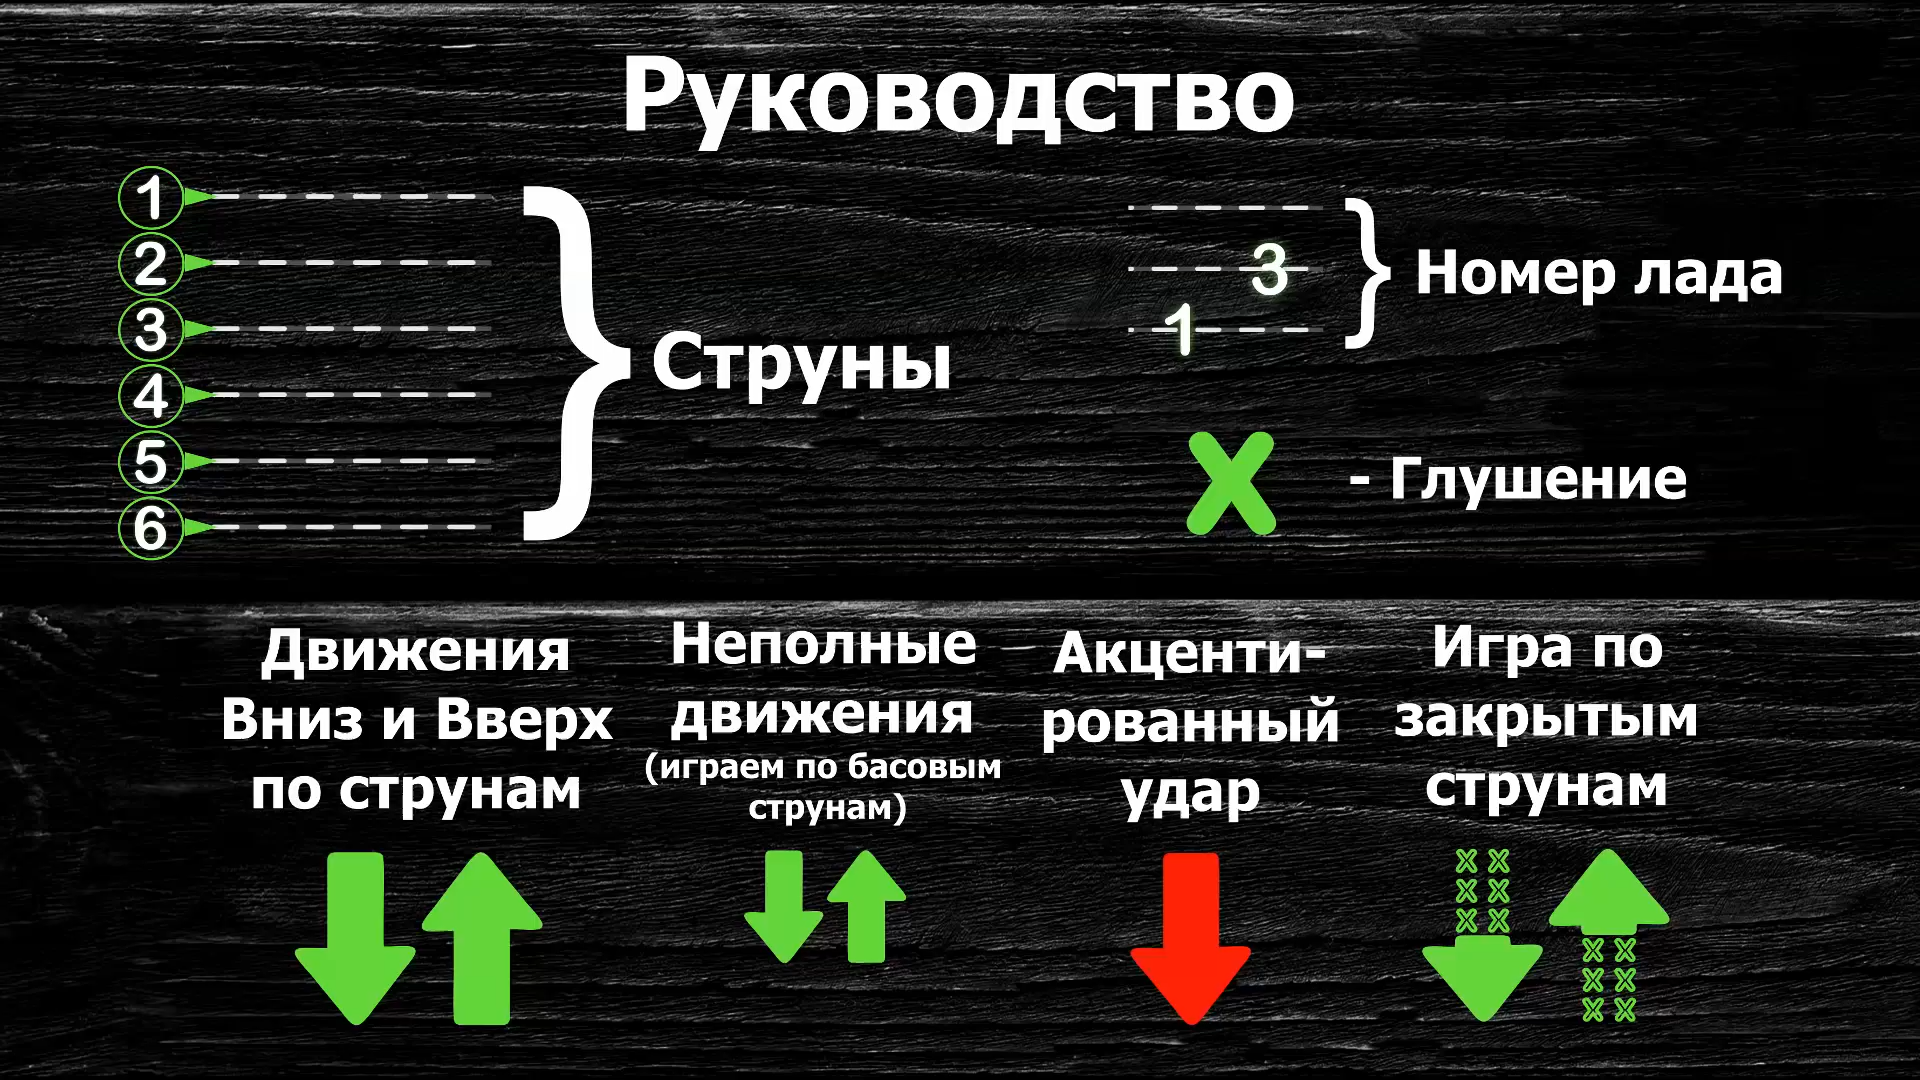 Руководство
1
2
3
4
5
6
Струны
3
1
Номер лада
X - Глушение
Движения
Вниз и Вверх
по струнам
Неполные
движения
(играем по басовым
струнам)
Акценти-
рованный
удар
Игра по
закрытым
струнам
x x
x x
x x
x x
x x
x x